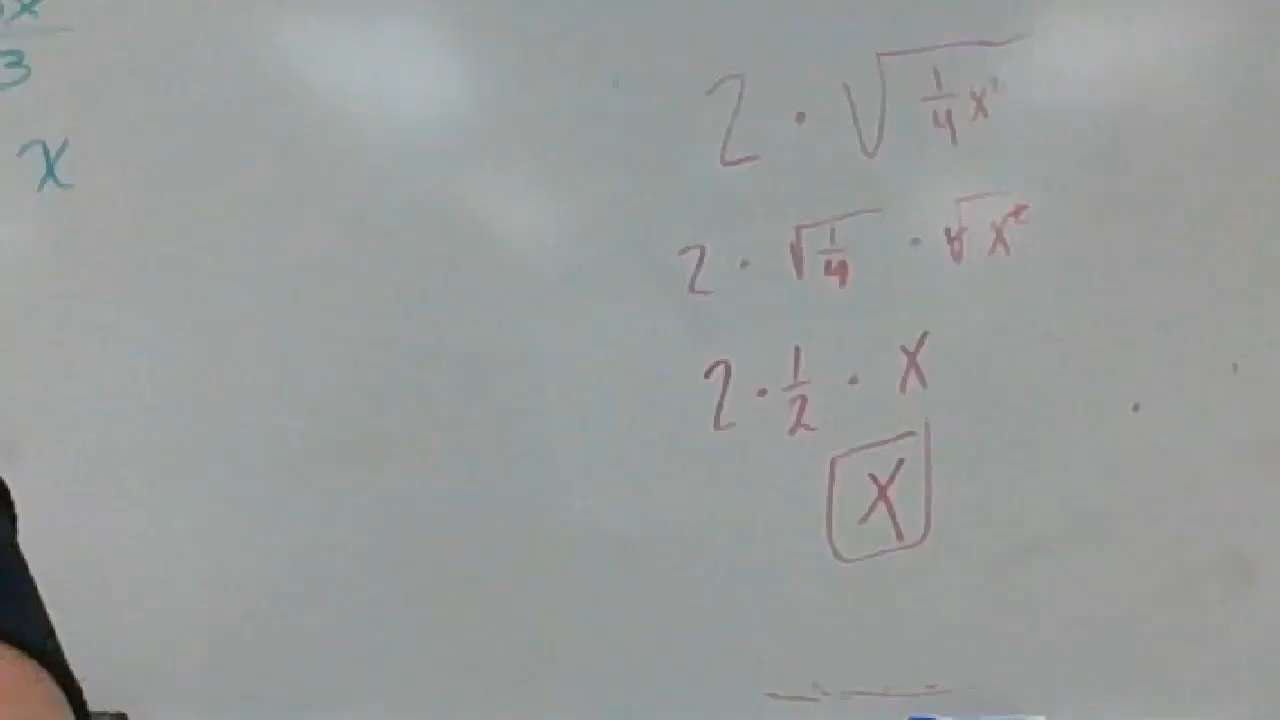 x
3
x
2 · √(1/4 x²)
2 · √(1/4) · √x²
2 · 1/2 · x
x